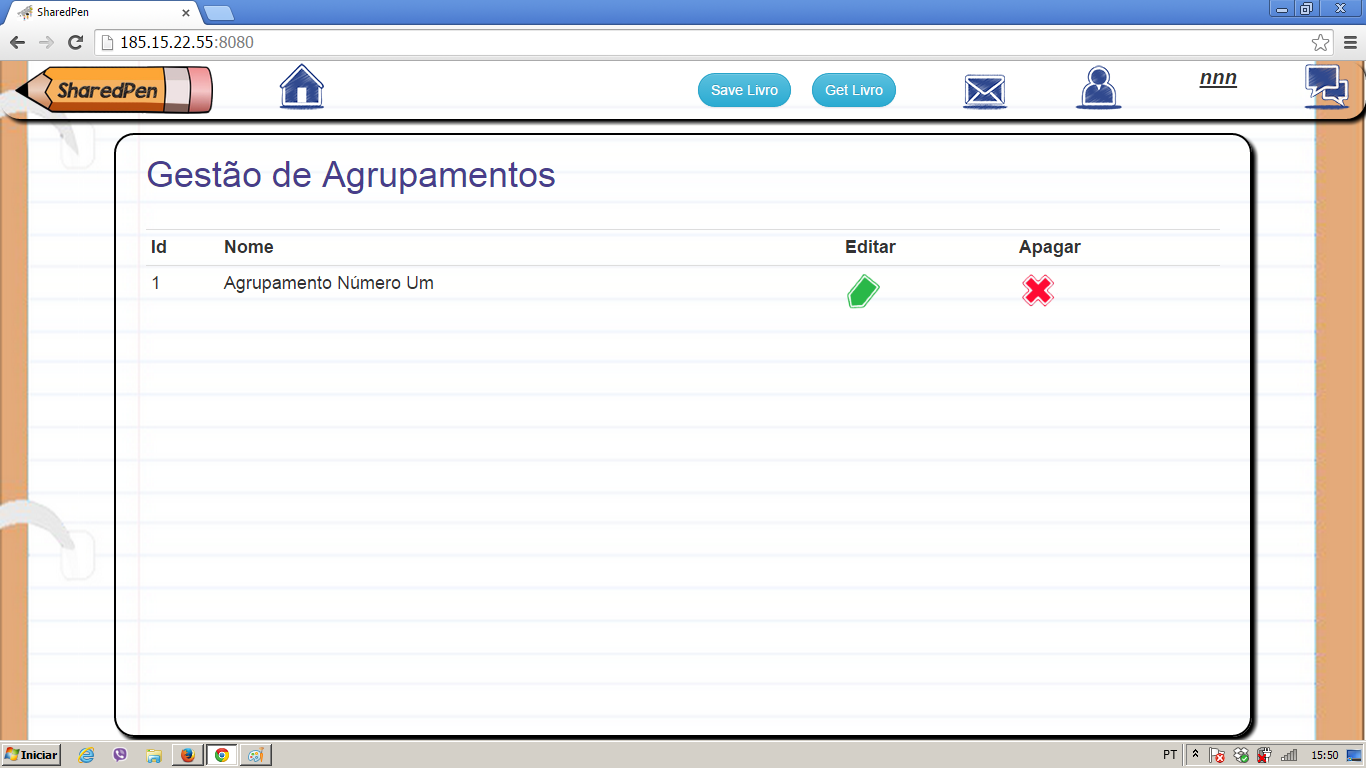 SharedPen
185.15.22.55:8080
SharedPen
Save Livro
Get Livro
nnn
Gestão de Agrupamentos
Id Nome Editar Apagar
1 Agrupamento Número Um
Iniciar
PT
15:50